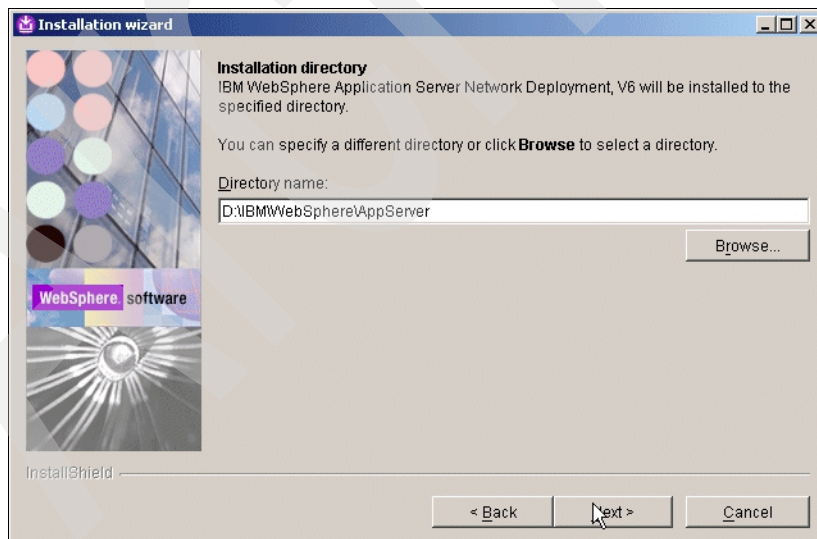 Installation wizard
Installation directory
IBM WebSphere Application Server Network Deployment, V6 will be installed to the
specified directory.
You can specify a different directory or click Browse to select a directory.
Directory name:
D:\IBM\WebSphere\AppServer
Browse...
WebSphere. software
InstallShield
< Back
Next >
Cancel